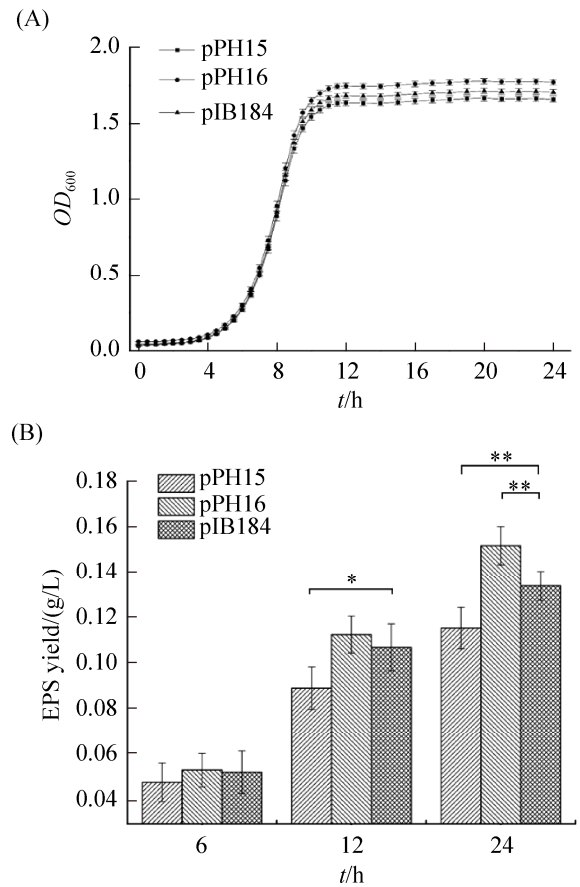 (A)
2.0
pPH15
pPH16
pIB184
1.5
OD600
1.0
0.5
0.0
0 4 8 12 16 20 24
t/h
(B)
0.18
pPH15
pPH16
pIB184
** 
**
0.16
0.14
*
0.12
EPS yield/(g/L)
0.10
0.08
0.06
0.04
6 12 24
t/h